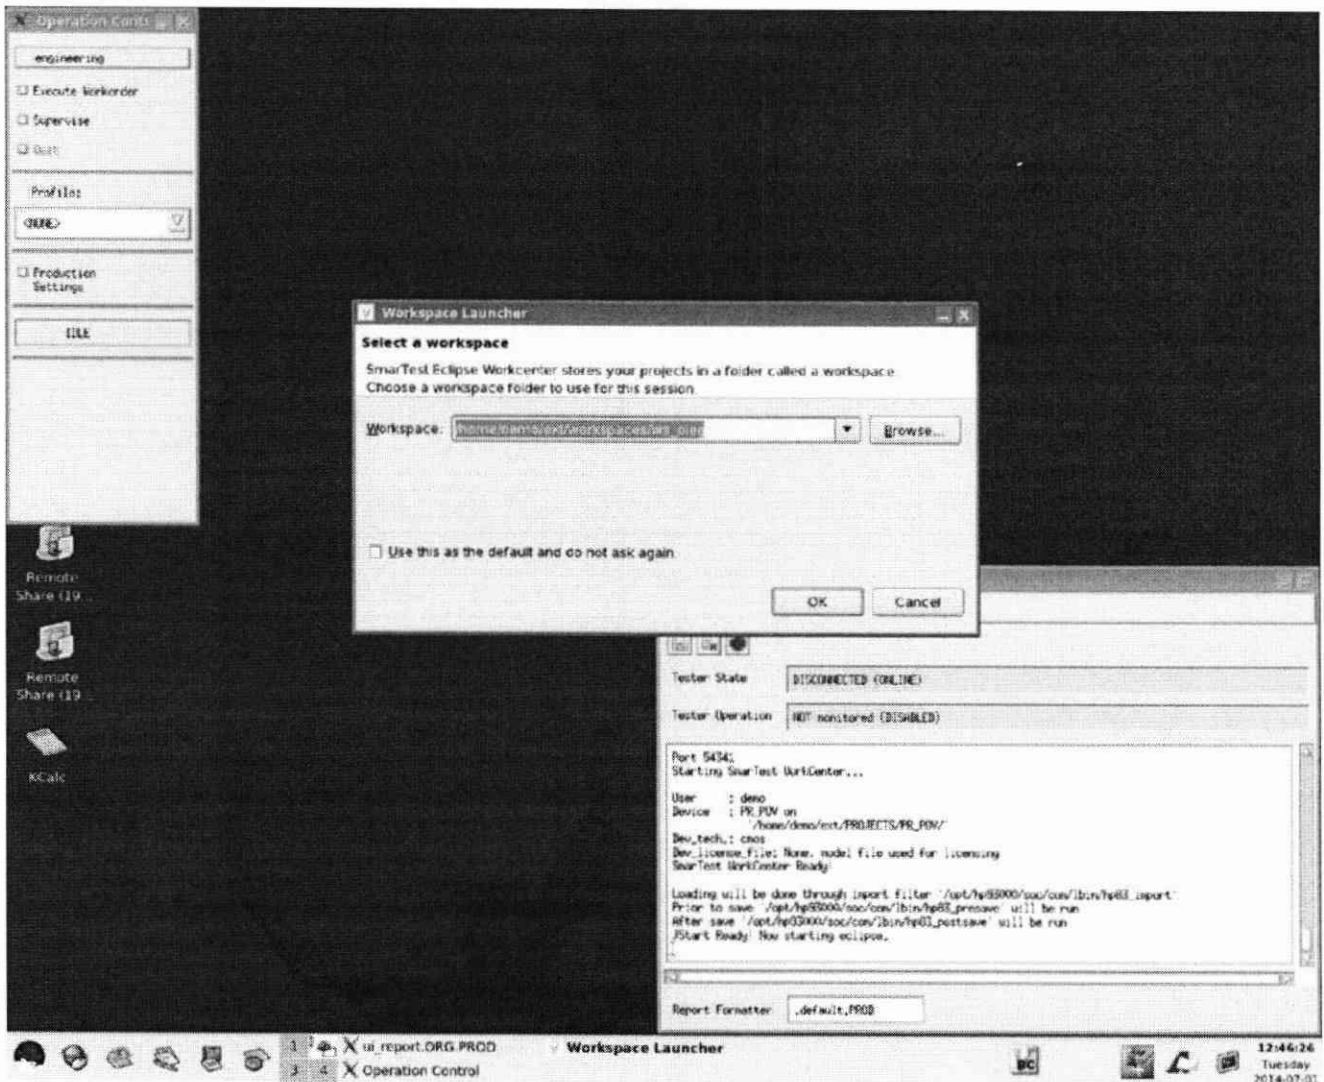 Operation Contr
engineering
Execute Workorder
Supervise
Quit
Profile:
<NONE>
Production
Settings
IDLE
Workspace Launcher
Select a workspace
SmarTest Eclipse Workcenter stores your projects in a folder called a workspace.
Choose a workspace folder to use for this session.
Workspace:
Browse...
Use this as the default and do not ask again
OK Cancel
Remote
Share (19...
Remote
Share (19...
KCalc
Tester State DISCONNECTED (ONLINE)
Tester Operation NOT monitored (DISABLED)
Starting SmarTest WorkCenter...
User : demo
Device : PR_POV on
'/home/demo/ext/PROJECTS/PR_POV/'
Dev_tech.: cmos
Dev_license_file: None. model file used for licensing
SmarTest WorkCenter Ready!
Loading will be done through import filter '/opt/hp93000/soc/com/lbin/hp83_import'
Prior to save '/opt/hp93000/soc/com/lbin/hp83_presave' will be run
After save '/opt/hp93000/soc/com/lbin/hp83_postsave' will be run
JStart Ready! Now starting eclipse.
Report Formatter .default.PROD
1
3 4
ui_report.ORG.PROD
Operation Control
Workspace Launcher
BC
12:46:26
Tuesday